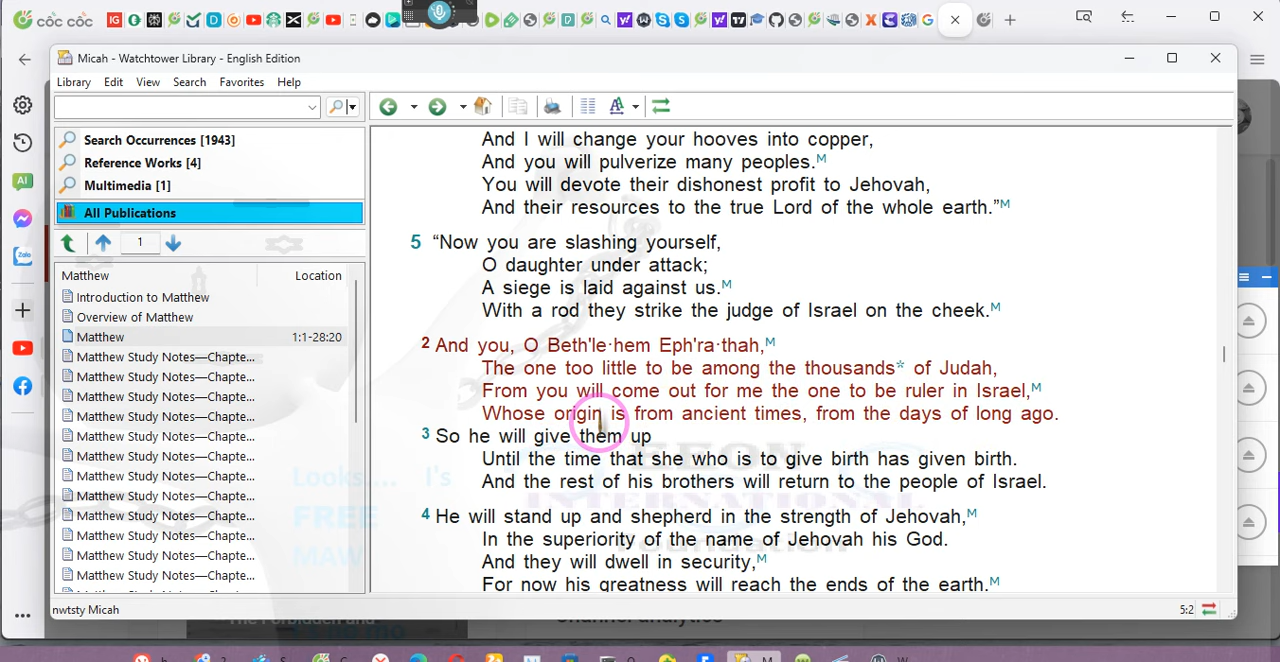 cốc cốc
Micah - Watchtower Library - English Edition
Library Edit View Search Favorites Help
Search Occurrences [1943]
Reference Works [4]
Multimedia [1]
All Publications
1
Matthew Location
Introduction to Matthew
Overview of Matthew
Matthew 1:1-28:20
Matthew Study Notes—Chapte...
Matthew Study Notes—Chapte...
Matthew Study Notes—Chapte...
Matthew Study Notes—Chapte...
Matthew Study Notes—Chapte...
Matthew Study Notes—Chapte...
Matthew Study Notes—Chapte...
Matthew Study Notes—Chapte...
Matthew Study Notes—Chapte...
Matthew Study Notes—Chapte...
Matthew Study Notes—Chapte...
Matthew Study Notes—Chapte...
And I will change your hooves into copper,
And you will pulverize many peoples.M
You will devote their dishonest profit to Jehovah,
And their resources to the true Lord of the whole earth.”M
5 “Now you are slashing yourself,
O daughter under attack;
A siege is laid against us.M
With a rod they strike the judge of Israel on the cheek.M
2 And you, O Beth'le·hem Eph'ra·thah,M
The one too little to be among the thousands* of Judah,
From you will come out for me the one to be ruler in Israel,M
Whose origin is from ancient times, from the days of long ago.
3 So he will give them up
Until the time that she who is to give birth has given birth.
And the rest of his brothers will return to the people of Israel.
4 He will stand up and shepherd in the strength of Jehovah,M
In the superiority of the name of Jehovah his God.
And they will dwell in security,M
For now his greatness will reach the ends of the earth.M
Looks.... I's
FREE
MAW
INTERNATIONAL
Foundation
nwtsty Micah 5:2
The Forbidden and
Channel analytics